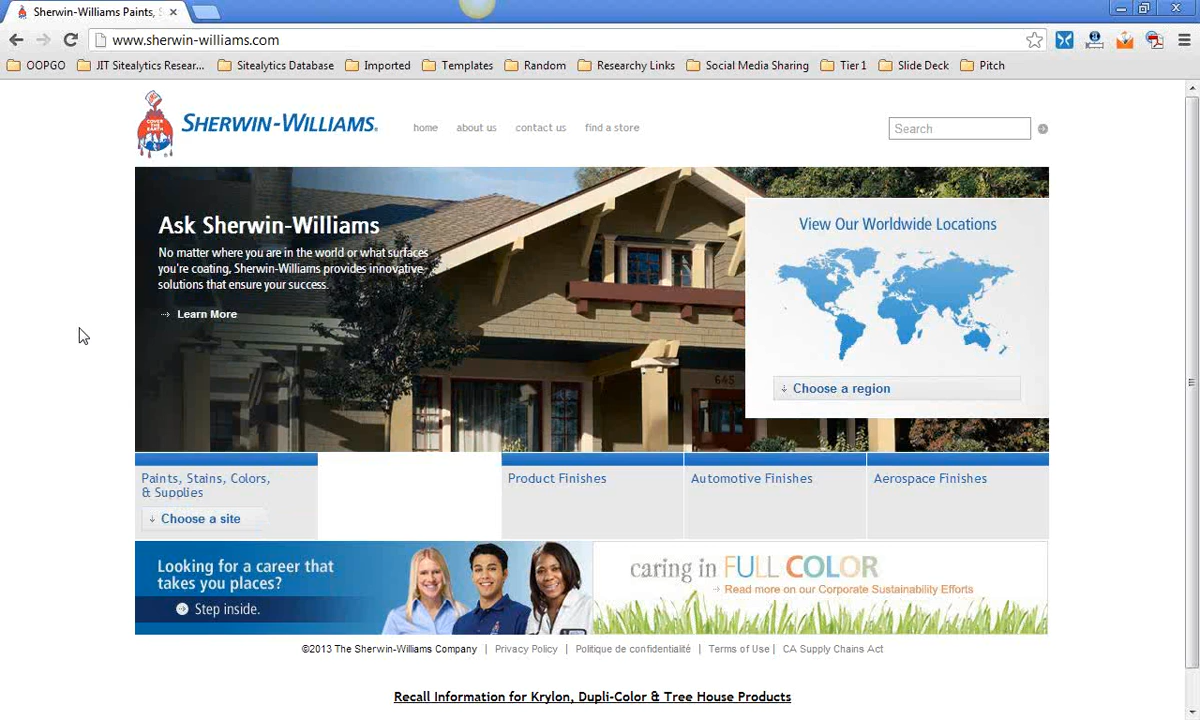 Sherwin-Williams Paints, S
www.sherwin-williams.com
OOPGO
JIT Sitealytics Resear...
Sitealytics Database
Imported
Templates
Random
Researchy Links
Social Media Sharing
Tier 1
Slide Deck
Pitch
COVER THE EARTH
SHERWIN-WILLIAMS.
home
about us
contact us
find a store
Search
Ask Sherwin-Williams
No matter where you are in the world or what surfaces
you're coating, Sherwin-Williams provides innovative
solutions that ensure your success.
Learn More
645
View Our Worldwide Locations
Choose a region
Paints, Stains, Colors,
& Supplies
Choose a site
Product Finishes
Automotive Finishes
Aerospace Finishes
Looking for a career that
takes you places?
Step inside.
caring in FULL COLOR
Read more on our Corporate Sustainability Efforts
©2013 The Sherwin-Williams Company | Privacy Policy | Politique de confidentialité | Terms of Use | CA Supply Chains Act
Recall Information for Krylon, Dupli-Color & Tree House Products